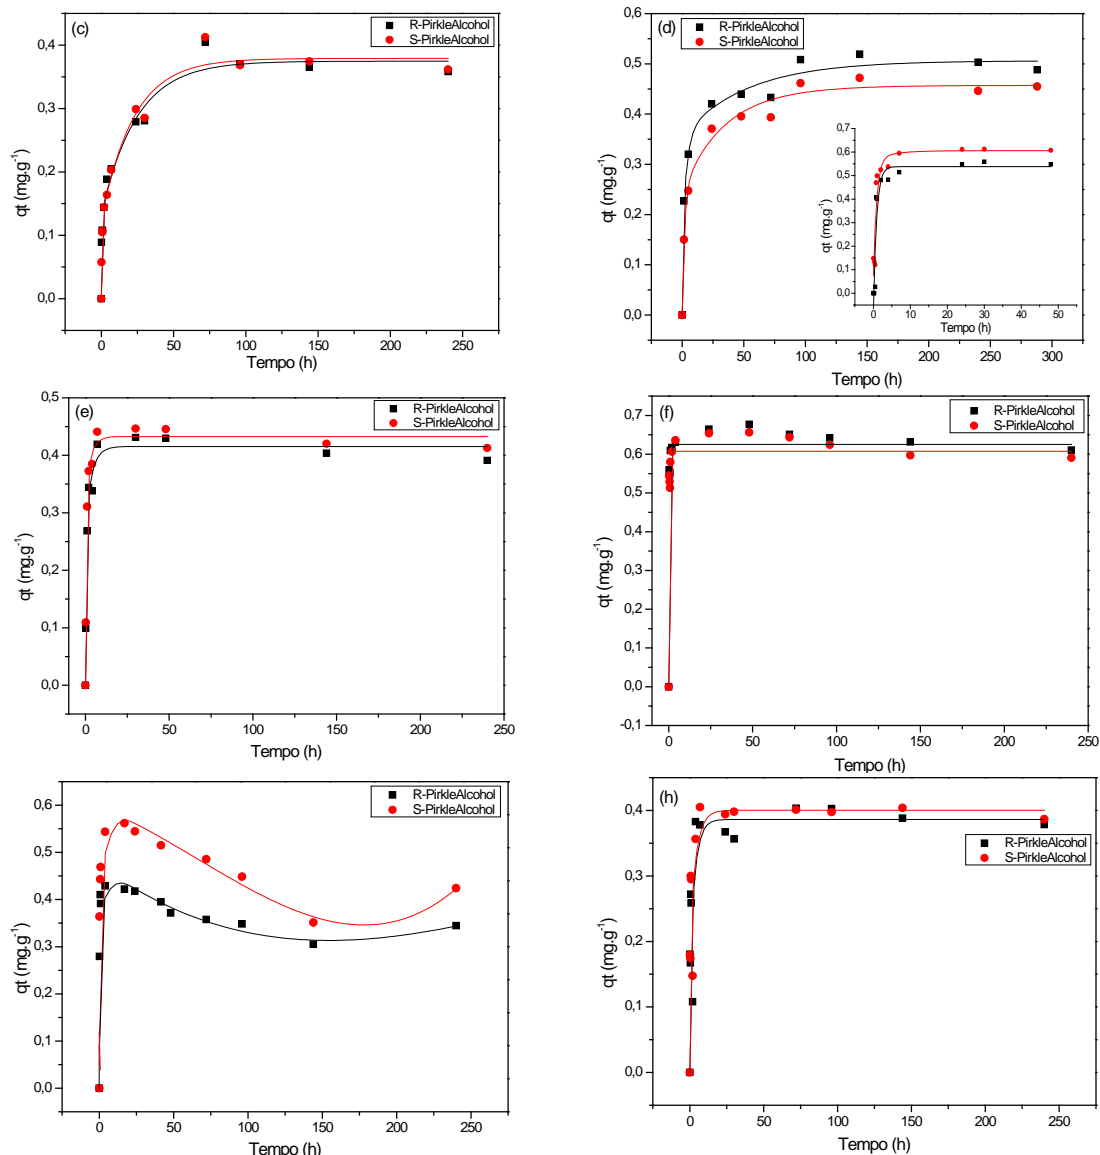 (c)
R-PirkleAlcohol
S-PirkleAlcohol
0,4
0,3
0,2
0,1
0,0
qt (mg.g⁻¹)
0 50 100 150 200 250
Tempo (h)
(d)
R-PirkleAlcohol
S-PirkleAlcohol
0,6
0,5
0,4
0,3
0,2
0,1
0,0
qt (mg.g⁻¹)
0 50 100 150 200 250 300
Tempo (h)
0,7
0,6
0,5
0,4
0,3
0,2
0,1
0,0
qt (mg.g⁻¹)
0 10 20 30 40 50
Tempo (h)
(e)
R-PirkleAlcohol
S-PirkleAlcohol
0,5
0,4
0,3
0,2
0,1
0,0
qt (mg.g⁻¹)
0 50 100 150 200 250
Tempo (h)
(f)
R-PirkleAlcohol
S-PirkleAlcohol
0,7
0,6
0,5
0,4
0,3
0,2
0,1
0,0
-0,1
qt (mg.g⁻¹)
0 50 100 150 200 250
Tempo (h)
R-PirkleAlcohol
S-PirkleAlcohol
0,6
0,5
0,4
0,3
0,2
0,1
0,0
qt (mg.g⁻¹)
0 50 100 150 200 250
Tempo (h)
(h)
R-PirkleAlcohol
S-PirkleAlcohol
0,4
0,3
0,2
0,1
0,0
qt (mg.g⁻¹)
0 50 100 150 200 250
Tempo (h)